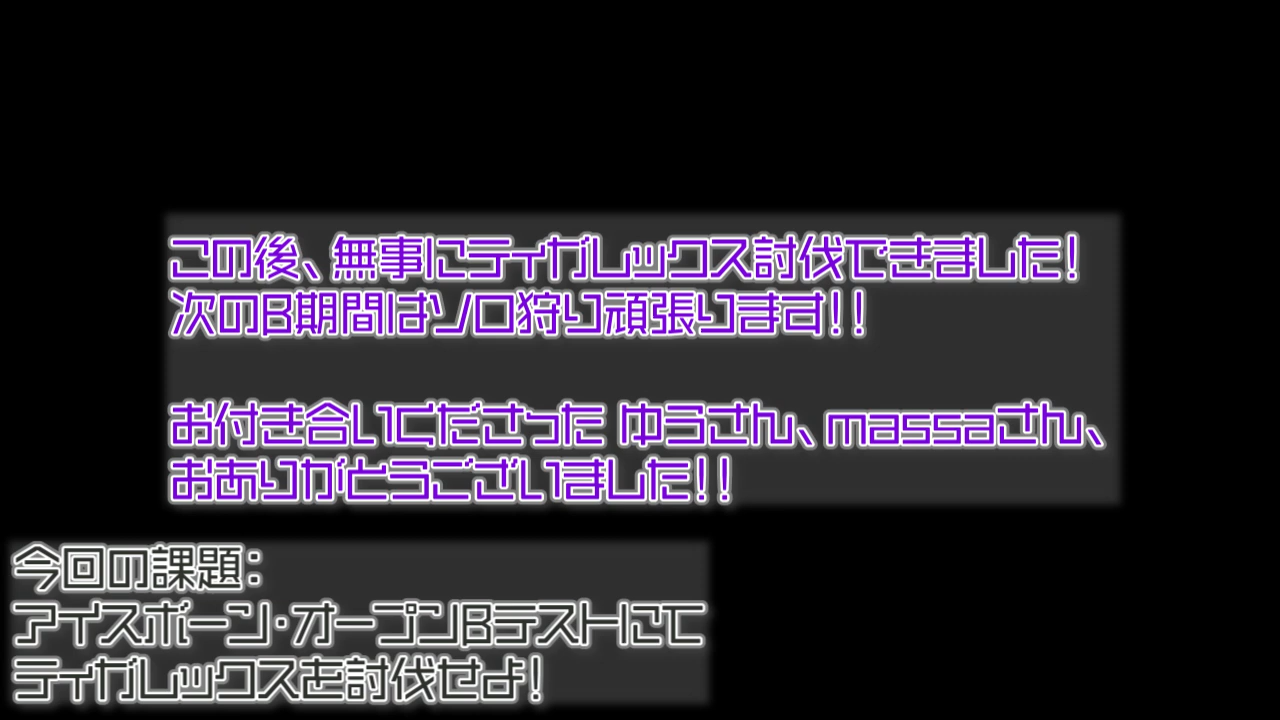 この後、無事にティガレックス討伐できました！
次のB期間はソロ狩り頑張ります！！
お付き合いくださった ゆうさん、massaさん、
おありがとうございました！！
今回の課題：
アイスボーン・オープンBテストにて
ティガレックスを討伐せよ！